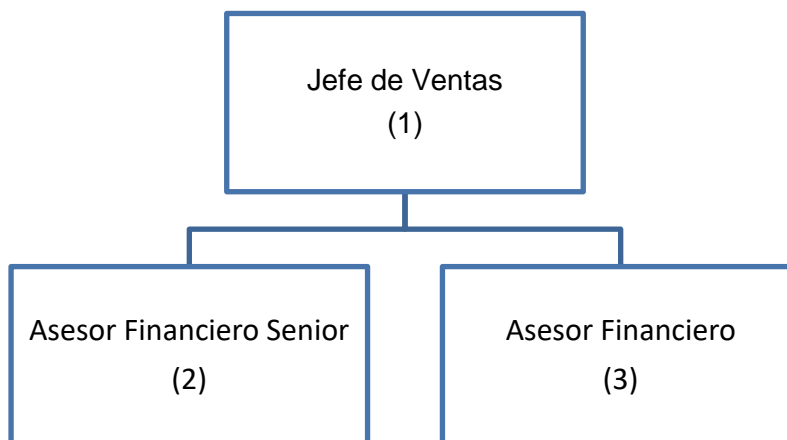 Jefe de Ventas
(1)
Asesor Financiero Senior
(2)
Asesor Financiero
(3)